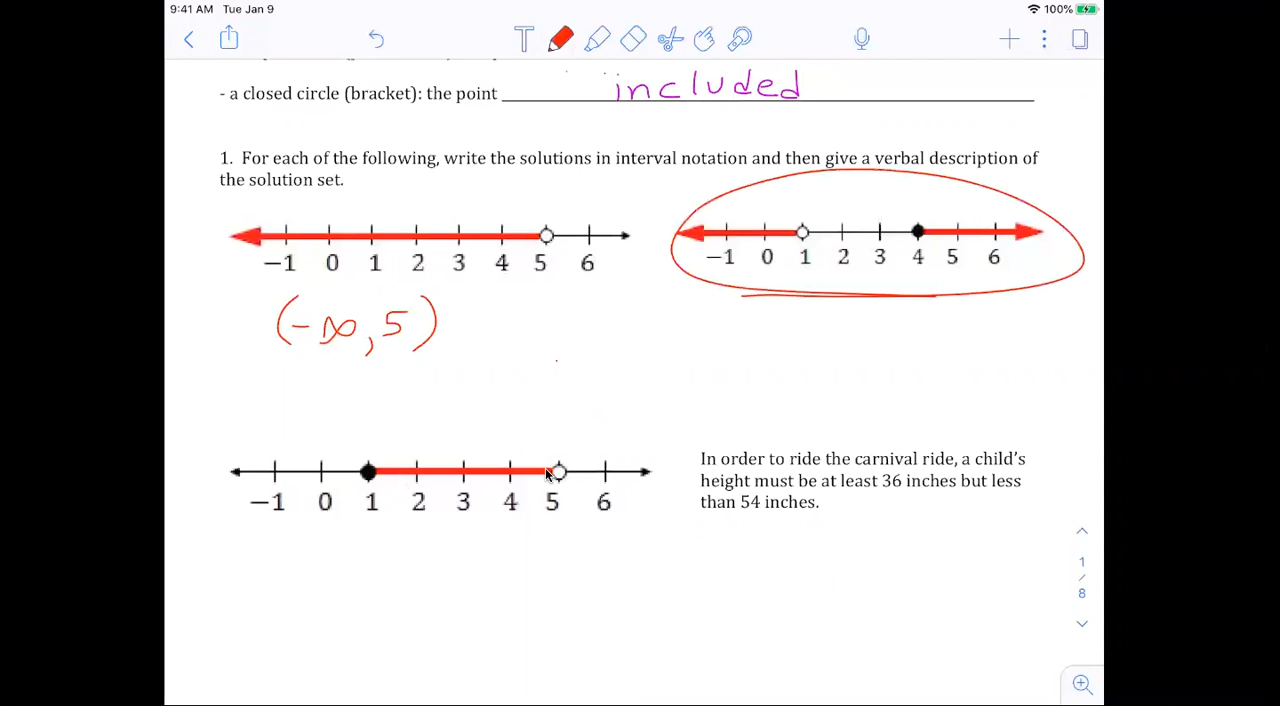 9:41 AM Tue Jan 9
100%
- a closed circle (bracket): the point included
1. For each of the following, write the solutions in interval notation and then give a verbal description of
the solution set.
−1 0 1 2 3 4 5 6
−1 0 1 2 3 4 5 6
(-∞, 5)
−1 0 1 2 3 4 5 6
In order to ride the carnival ride, a child's
height must be at least 36 inches but less
than 54 inches.
1
/
8